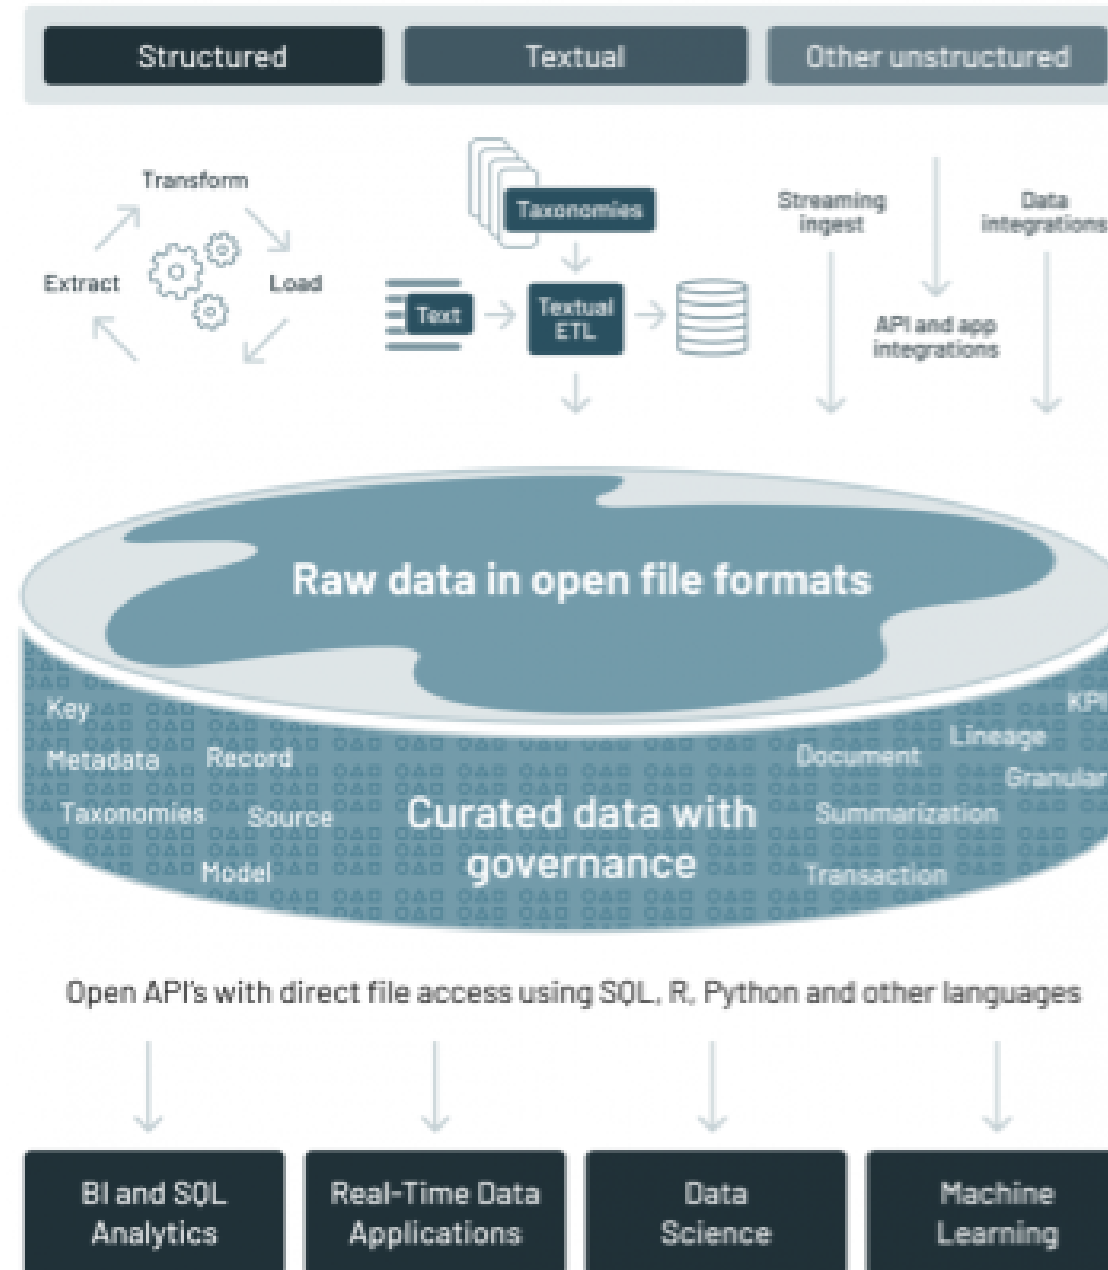 Structured
Textual
Other unstructured
Transform
Extract
Load
Taxonomies
Text
Textual
ETL
Streaming
ingest
Data
integrations
API and app
integrations
Raw data in open file formats
Key
Metadata
Record
Taxonomies
Source
Model
Curated data with
governance
KPI
Lineage
Document
Granular
Summarization
Transaction
Open API's with direct file access using SQL, R, Python and other languages
BI and SQL
Analytics
Real-Time Data
Applications
Data
Science
Machine
Learning